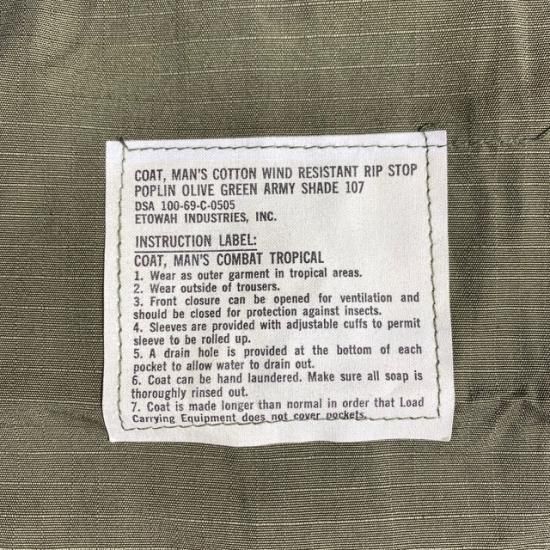 COAT, MAN'S COTTON WIND RESISTANT RIP STOP
POPLIN OLIVE GREEN ARMY SHADE 107
DSA 100-69-C-0505
ETOWAH INDUSTRIES, INC.
INSTRUCTION LABEL:
COAT, MAN'S COMBAT TROPICAL
1. Wear as outer garment in tropical areas.
2. Wear outside of trousers.
3. Front closure can be opened for ventilation and
should be closed for protection against insects.
4. Sleeves are provided with adjustable cuffs to permit
sleeve to be rolled up.
5. A drain hole is provided at the bottom of each
pocket to allow water to drain out.
6. Coat can be hand laundered. Make sure all soap is
thoroughly rinsed out.
7. Coat is made longer than normal in order that Load
Carrying Equipment does not cover pockets.